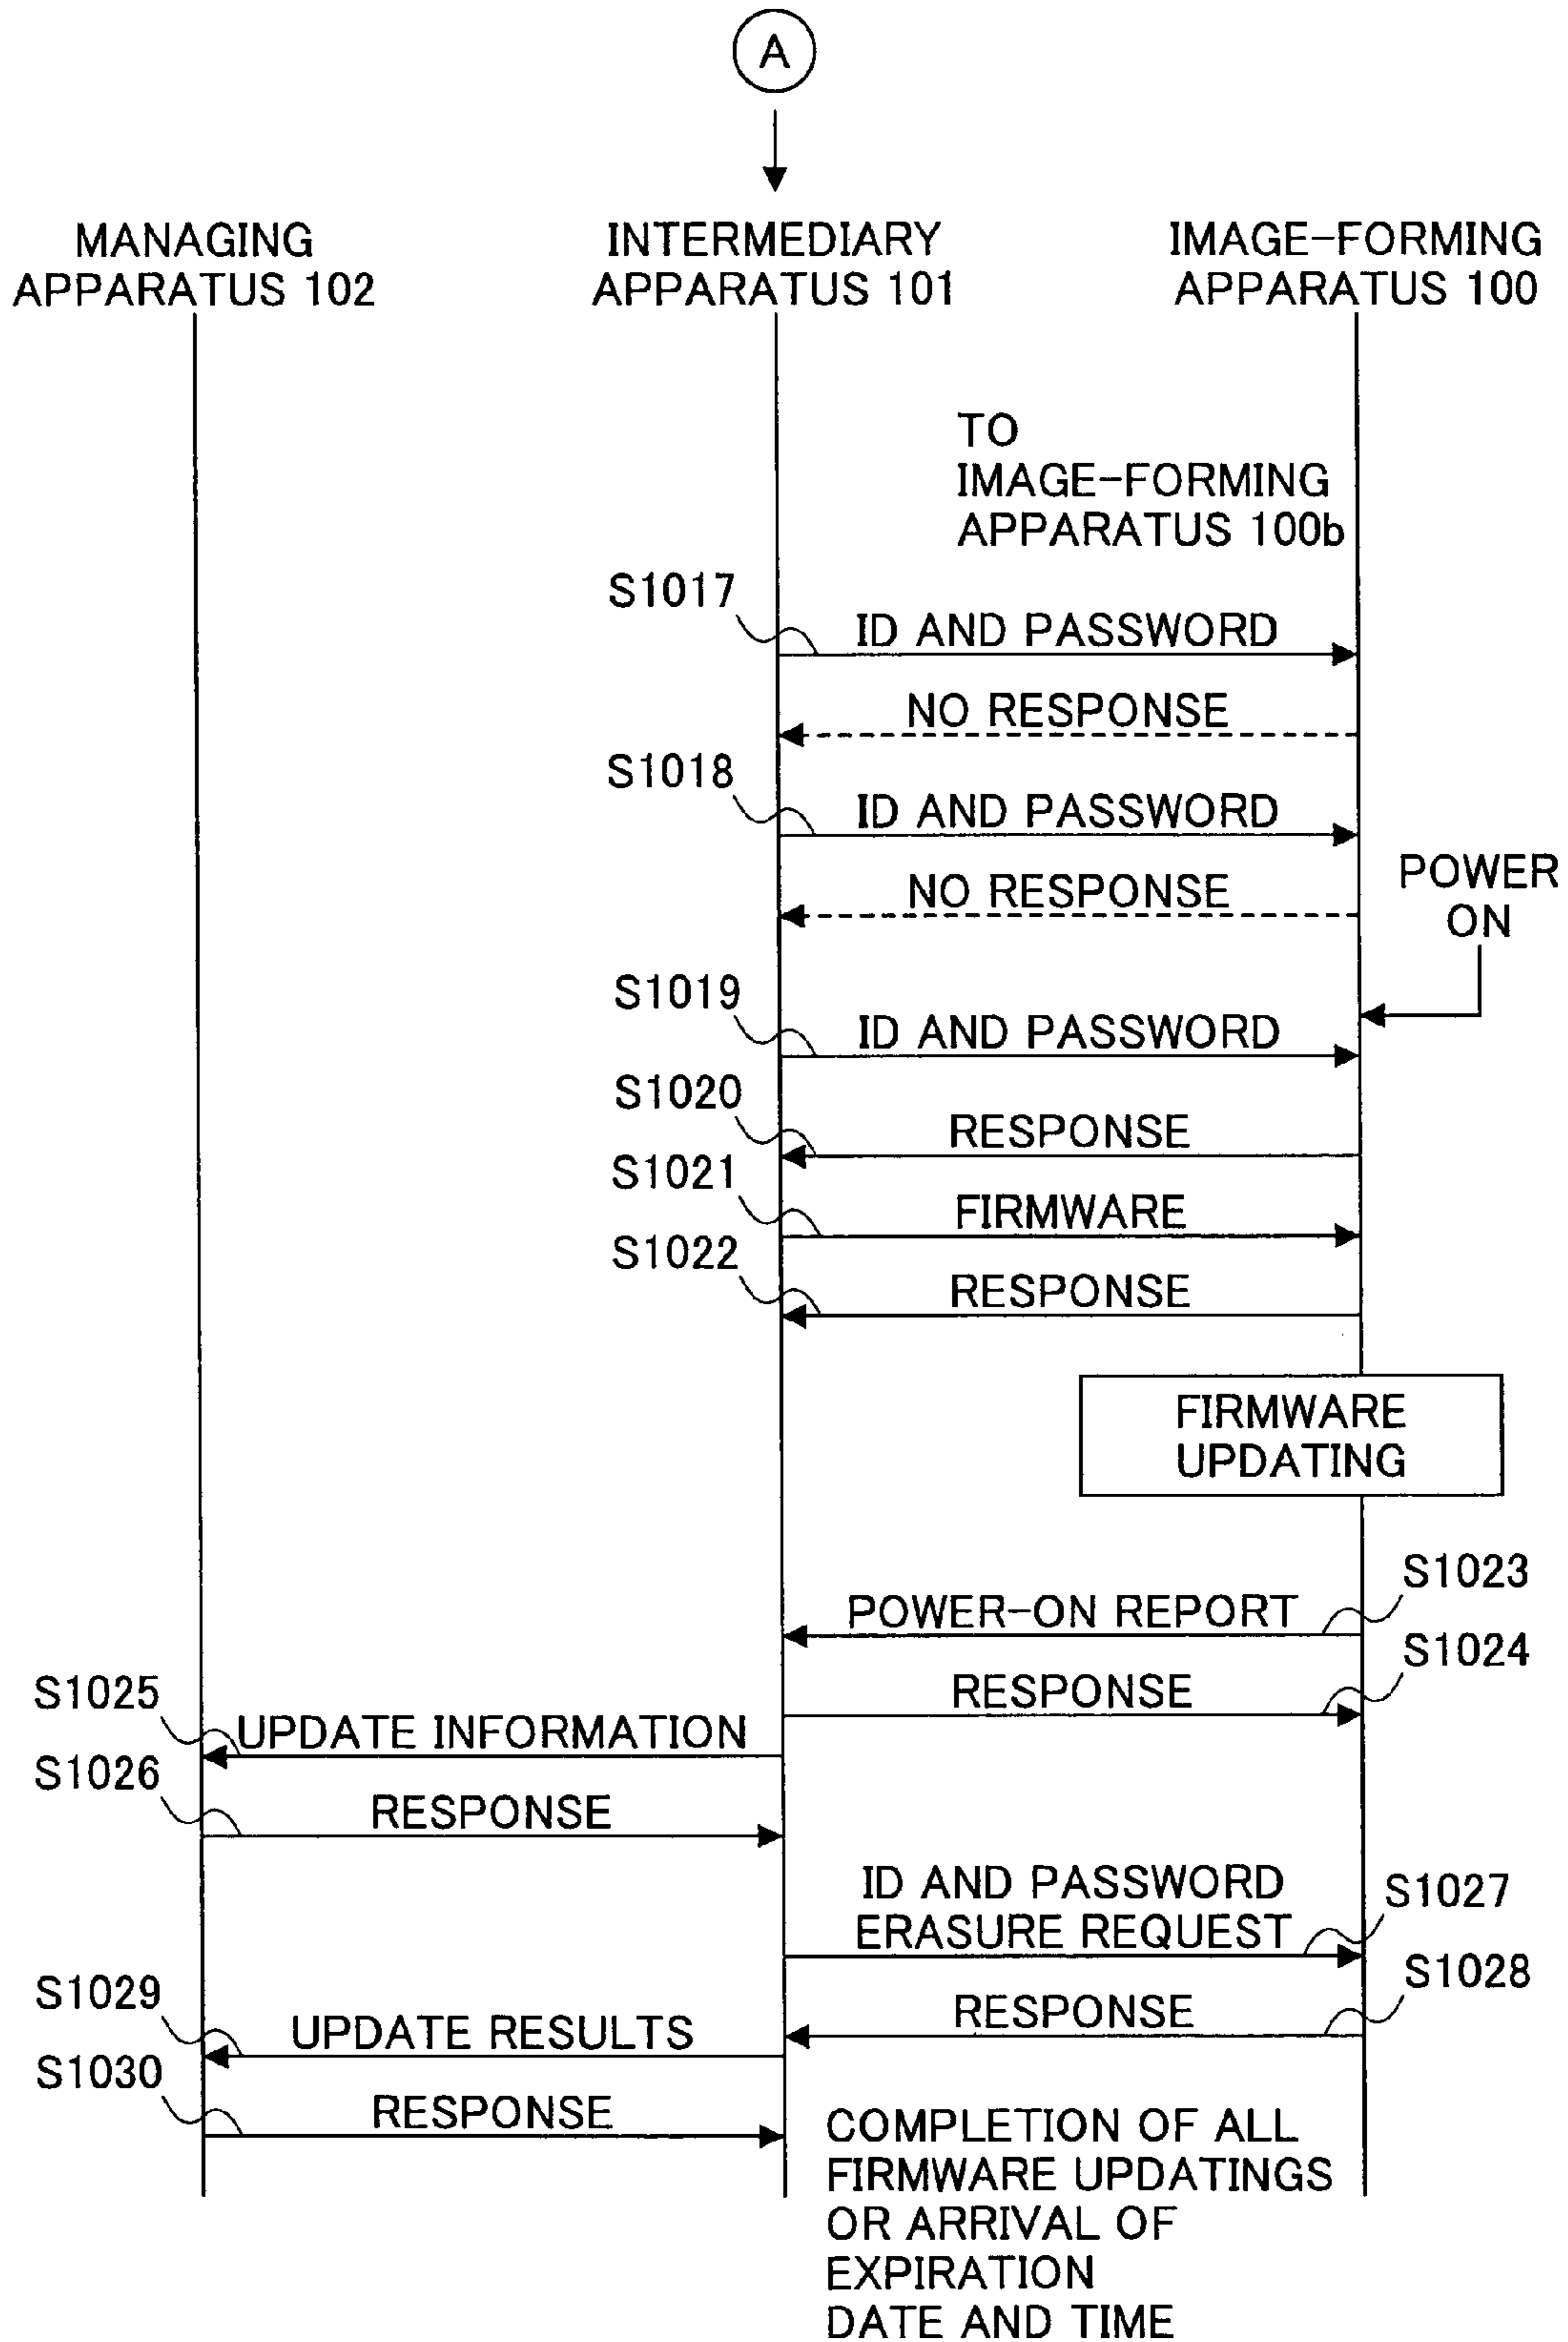 A
MANAGING
APPARATUS 102
INTERMEDIARY
APPARATUS 101
IMAGE-FORMING
APPARATUS 100
TO
IMAGE-FORMING
APPARATUS 100b
S1017
ID AND PASSWORD
NO RESPONSE
S1018
ID AND PASSWORD
NO RESPONSE
POWER
ON
S1019
ID AND PASSWORD
S1020
RESPONSE
S1021
FIRMWARE
S1022
RESPONSE
FIRMWARE
UPDATING
S1023
POWER-ON REPORT
S1024
RESPONSE
S1025
UPDATE INFORMATION
S1026
RESPONSE
ID AND PASSWORD
ERASURE REQUEST
S1027
S1028
RESPONSE
S1029
UPDATE RESULTS
S1030
RESPONSE
COMPLETION OF ALL
FIRMWARE UPDATINGS
OR ARRIVAL OF
EXPIRATION
DATE AND TIME